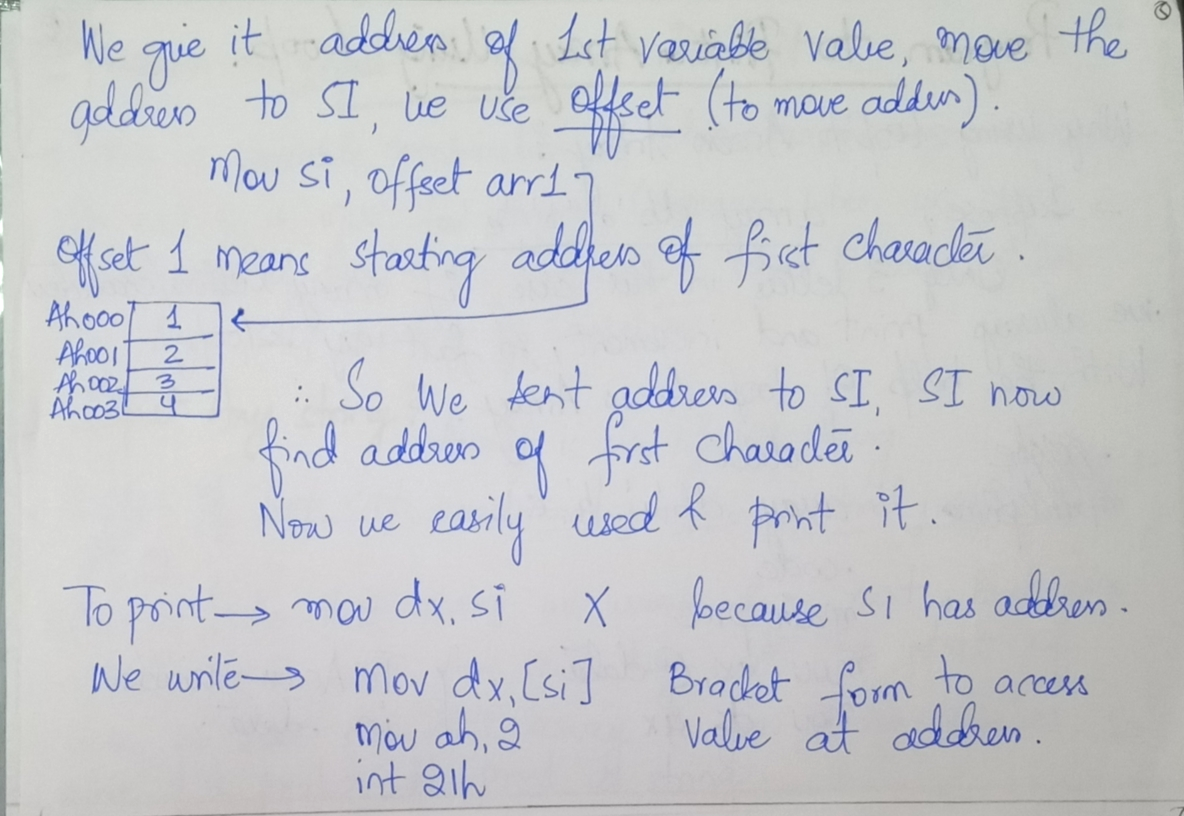 We give it address of 1st variable value, move the
address to SI, we use offset (to move address).
Mov si, offset arr1
Offset 1 means starting address of first character.
Ah000 1
Ah001 2
Ah002 3
Ah003 4
∴ So We sent address to SI, SI now
find address of first character.
Now we easily used & print it.
To print → mov dx, si X because SI has address.
We write → Mov dx, [si] Bracket form to access
mov ah, 2 Value at address.
int 21h